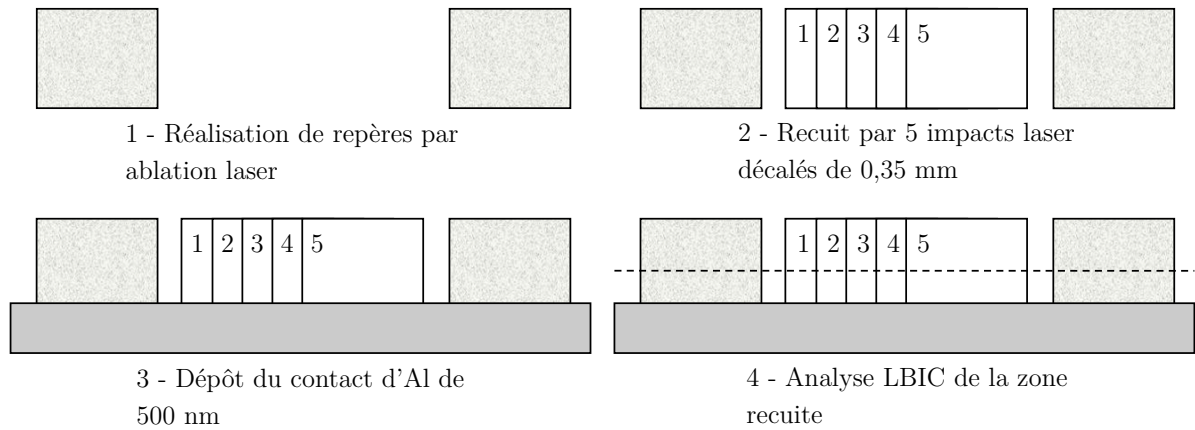 1 2 3 4 5
1 - Réalisation de repères par
ablation laser
2 - Recuit par 5 impacts laser
décalés de 0,35 mm
1 2 3 4 5
1 2 3 4 5
3 - Dépôt du contact d'Al de
500 nm
4 - Analyse LBIC de la zone
recuite